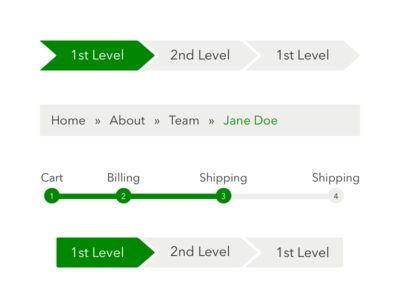 1st Level 2nd Level 1st Level
Home » About » Team » Jane Doe
Cart Billing Shipping Shipping
1 2 3 4
1st Level 2nd Level 1st Level